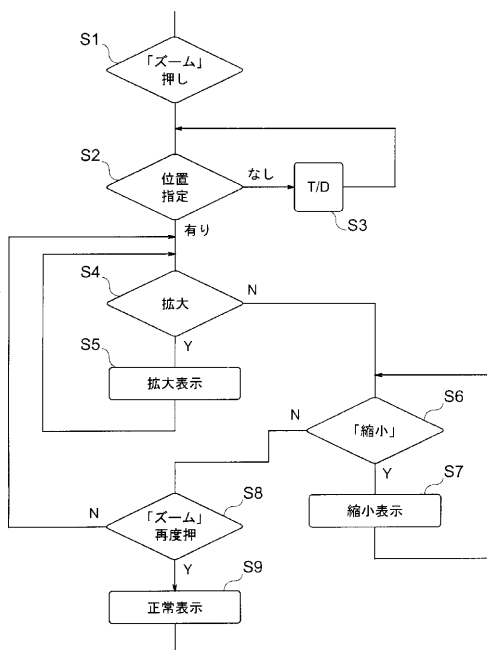 S1
「ズーム」
押し
S2
位置
指定
なし
T/D
S3
有り
S4
拡大
N
Y
S5
拡大表示
S6
「縮小」
N
Y
S7
縮小表示
S8
「ズーム」
再度押
N
Y
S9
正常表示